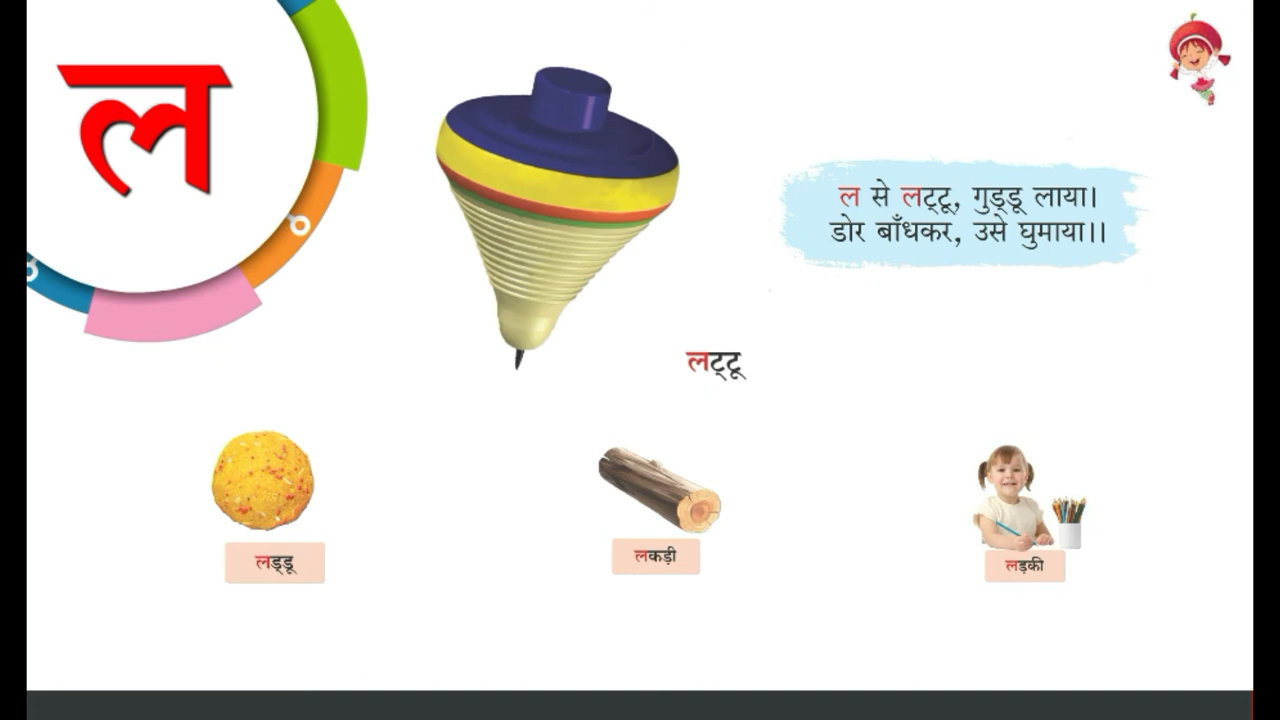 ल
ल से लट्टू, गुड्डू लाया।
डोर बाँधकर, उसे घुमाया।।
लट्टू
लड्डू
लकड़ी
लड़की